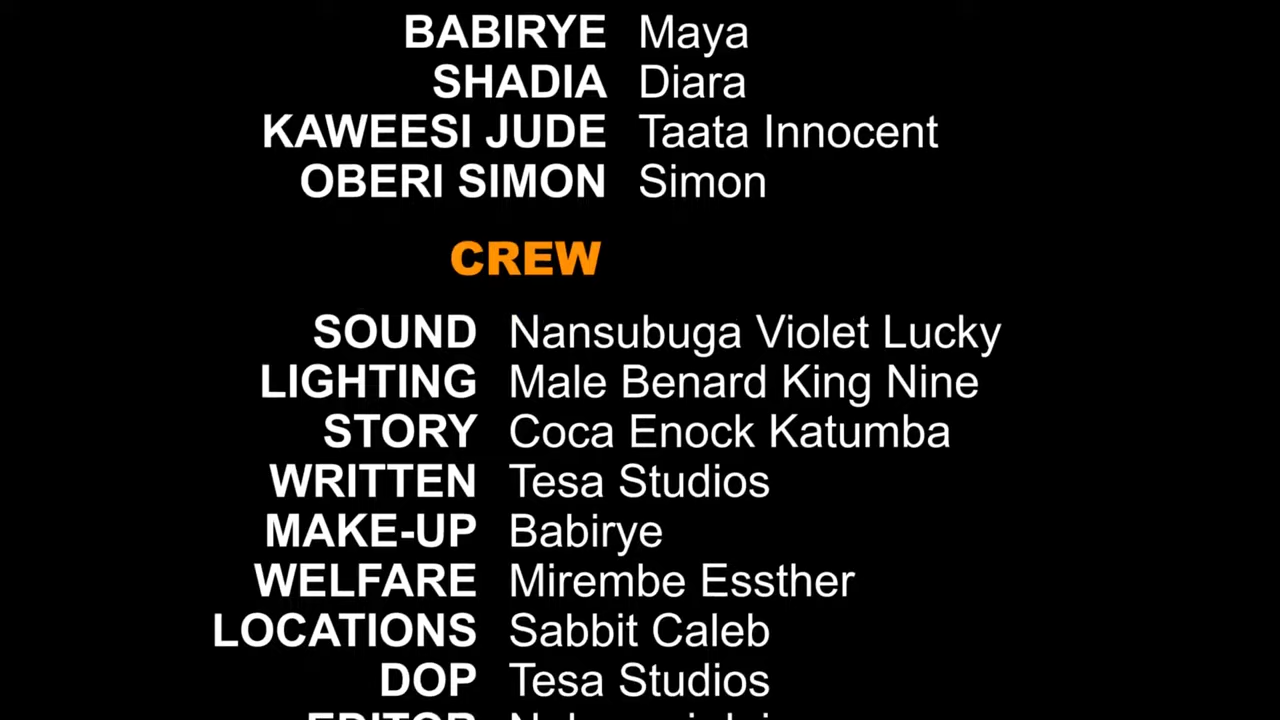 BABIRYE Maya
SHADIA Diara
KAWEESI JUDE Taata Innocent
OBERI SIMON Simon
CREW
SOUND Nansubuga Violet Lucky
LIGHTING Male Benard King Nine
STORY Coca Enock Katumba
WRITTEN Tesa Studios
MAKE-UP Babirye
WELFARE Mirembe Essther
LOCATIONS Sabbit Caleb
DOP Tesa Studios
EDITOR